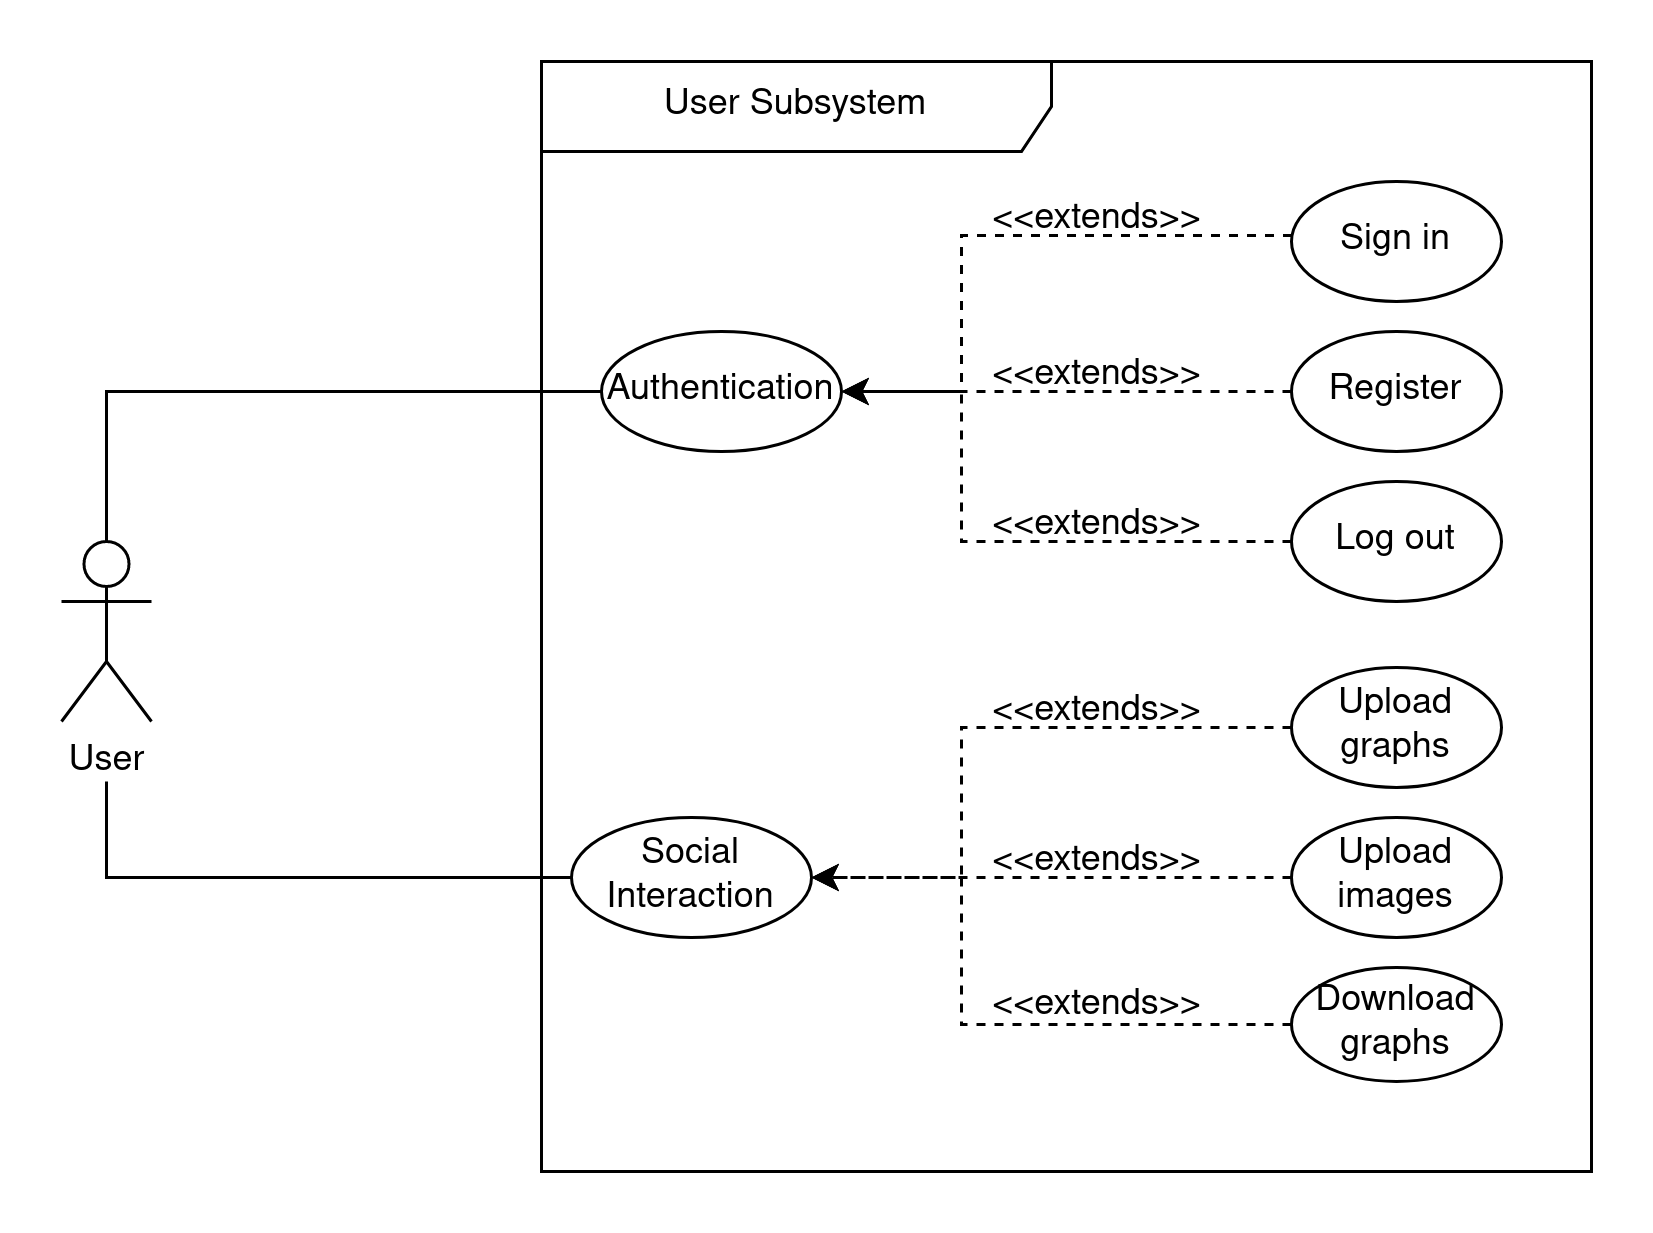 User Subsystem
<<extends>>
Sign in
Authentication
<<extends>>
Register
<<extends>>
Log out
User
<<extends>>
Upload
graphs
Social
Interaction
<<extends>>
Upload
images
<<extends>>
Download
graphs